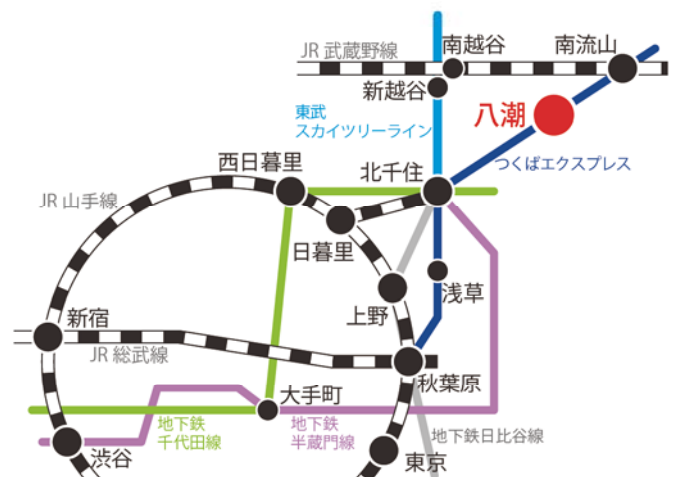 JR 武蔵野線
南越谷
南流山
新越谷
東武
スカイツリーライン
八潮
つくばエクスプレス
西日暮里
北千住
JR 山手線
日暮里
上野
浅草
新宿
JR 総武線
秋葉原
大手町
地下鉄
千代田線
地下鉄
半蔵門線
地下鉄日比谷線
渋谷
東京